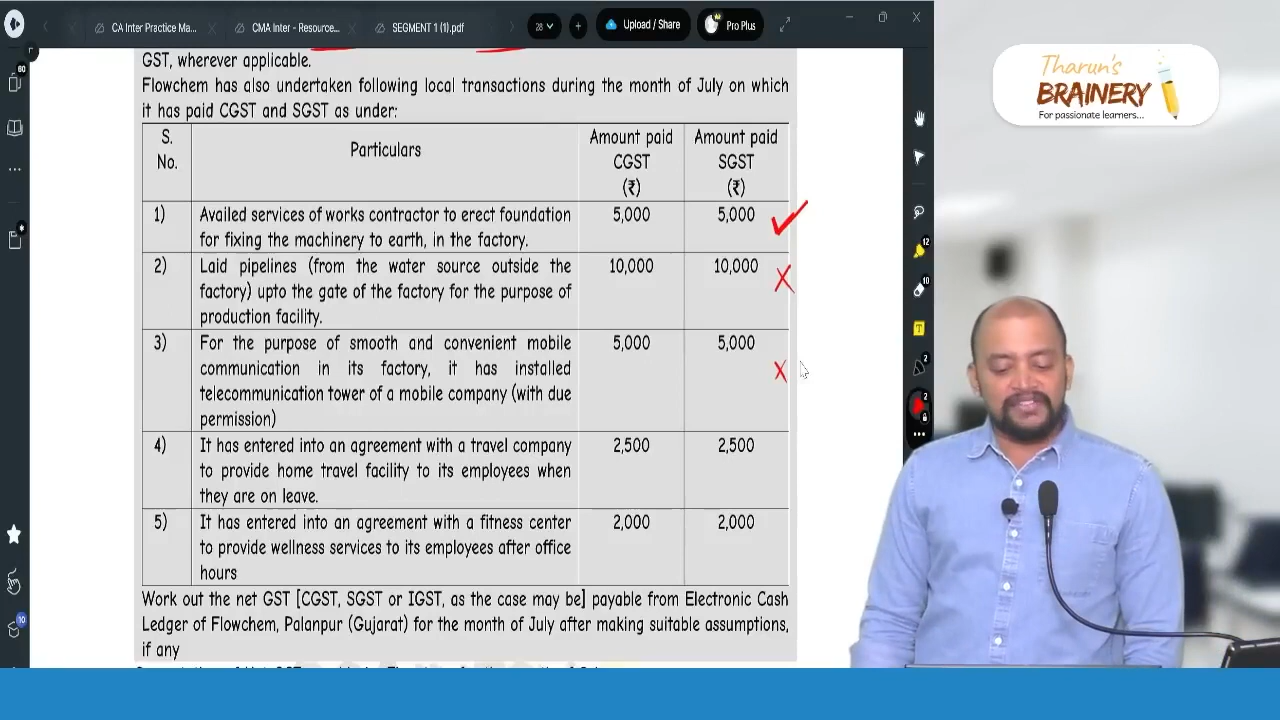 CA Inter Practice Ma...
CMA Inter - Resource...
SEGMENT 1 (1).pdf
28
Upload / Share
Pro Plus
60
GST, wherever applicable.
Flowchem has also undertaken following local transactions during the month of July on which
it has paid CGST and SGST as under:
S. No.
Particulars
Amount paid CGST (₹)
Amount paid SGST (₹)
1)
Availed services of works contractor to erect foundation
for fixing the machinery to earth, in the factory.
5,000
5,000
2)
Laid pipelines (from the water source outside the
factory) upto the gate of the factory for the purpose of
production facility.
10,000
10,000
3)
For the purpose of smooth and convenient mobile
communication in its factory, it has installed
telecommunication tower of a mobile company (with due
permission)
5,000
5,000
4)
It has entered into an agreement with a travel company
to provide home travel facility to its employees when
they are on leave.
2,500
2,500
5)
It has entered into an agreement with a fitness center
to provide wellness services to its employees after office
hours
2,000
2,000
Work out the net GST [CGST, SGST or IGST, as the case may be] payable from Electronic Cash
Ledger of Flowchem, Palanpur (Gujarat) for the month of July after making suitable assumptions,
if any
12
10
T
2
2
10
Tharun's
BRAINERY
For passionate learners...